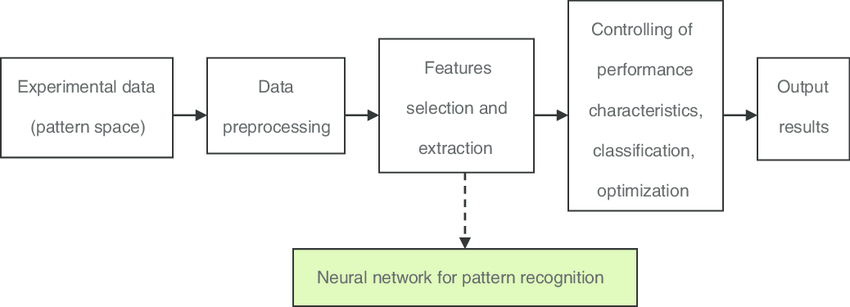 Experimental data
(pattern space)
Data
preprocessing
Features
selection and
extraction
Controlling of
performance
characteristics,
classification,
optimization
Output
results
Neural network for pattern recognition